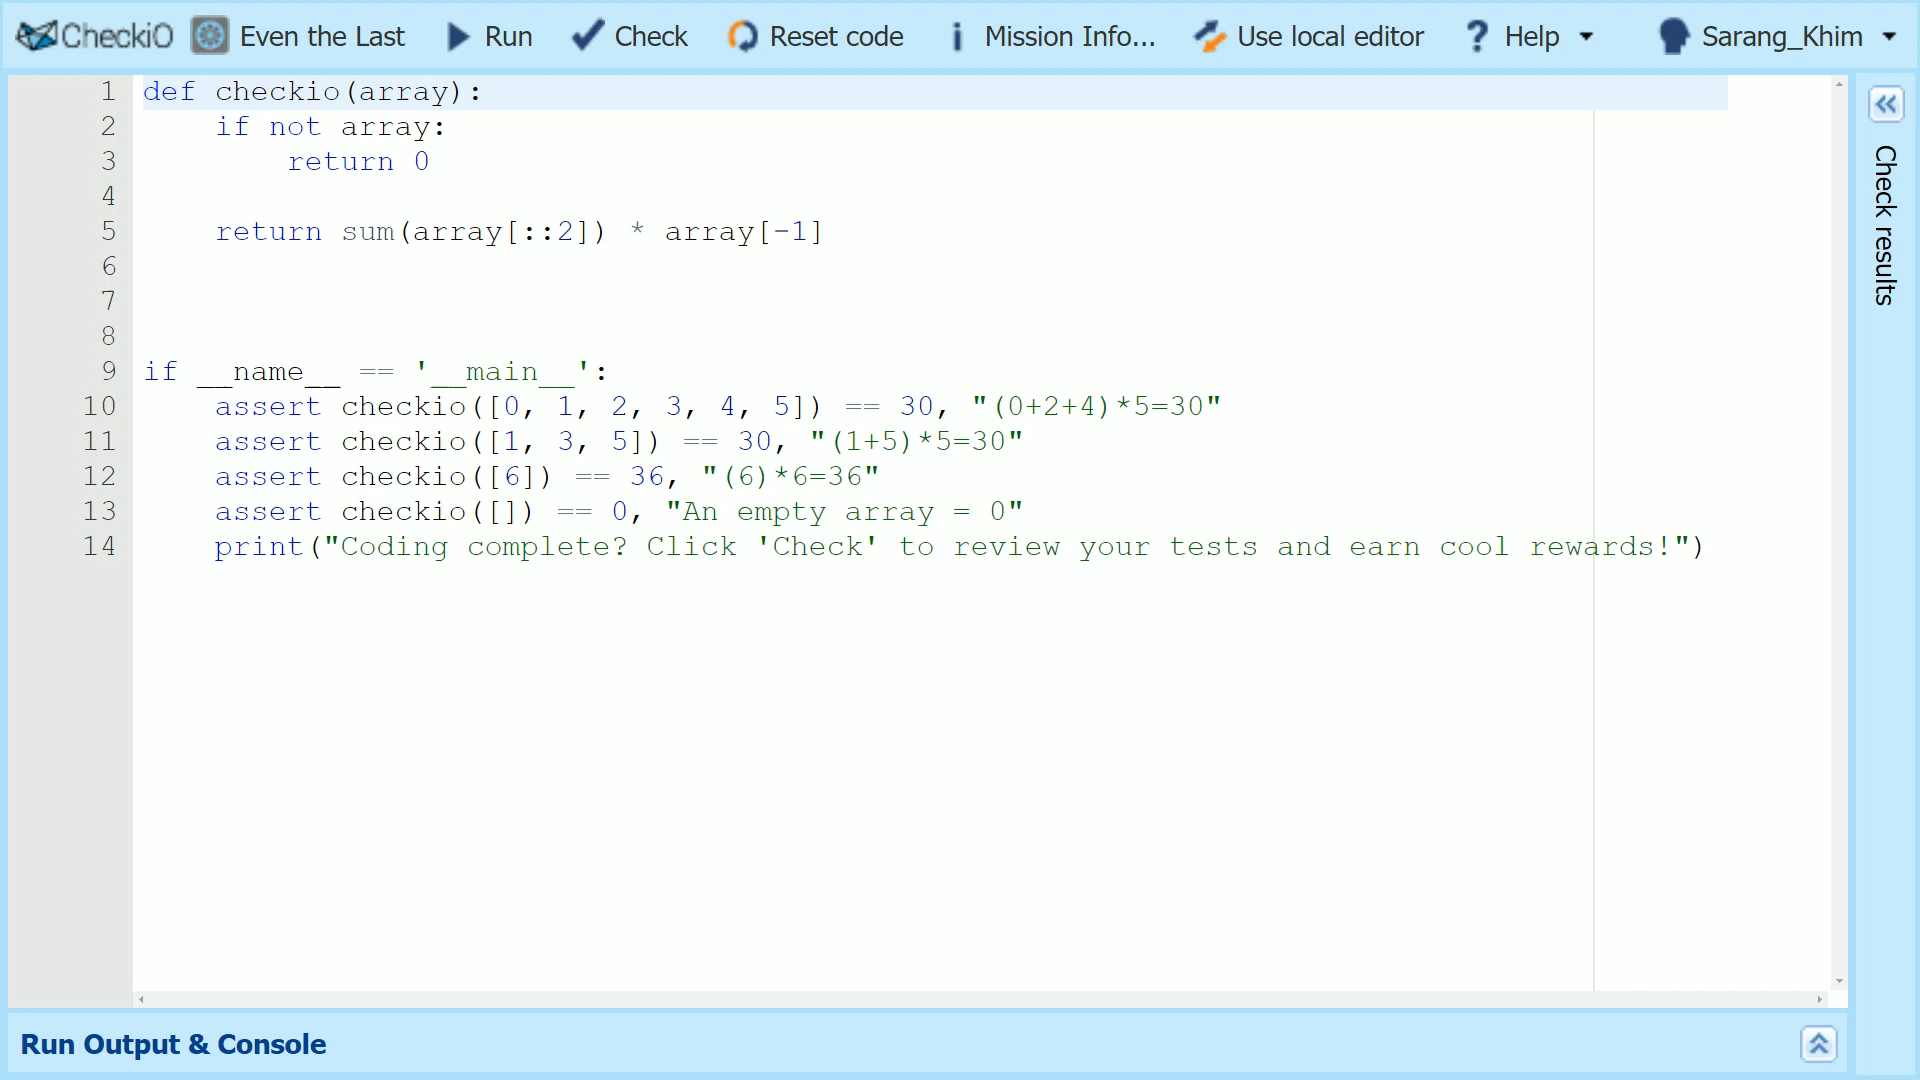 CheckiO Even the Last Run Check Reset code Mission Info... Use local editor Help Sarang_Khim
1 def checkio(array):
2     if not array:
3         return 0
4
5     return sum(array[::2]) * array[-1]
6
7
8
9 if __name__ == '__main__':
10     assert checkio([0, 1, 2, 3, 4, 5]) == 30, "(0+2+4)*5=30"
11     assert checkio([1, 3, 5]) == 30, "(1+5)*5=30"
12     assert checkio([6]) == 36, "(6)*6=36"
13     assert checkio([]) == 0, "An empty array = 0"
14     print("Coding complete? Click 'Check' to review your tests and earn cool rewards!")
Check results
Run Output & Console